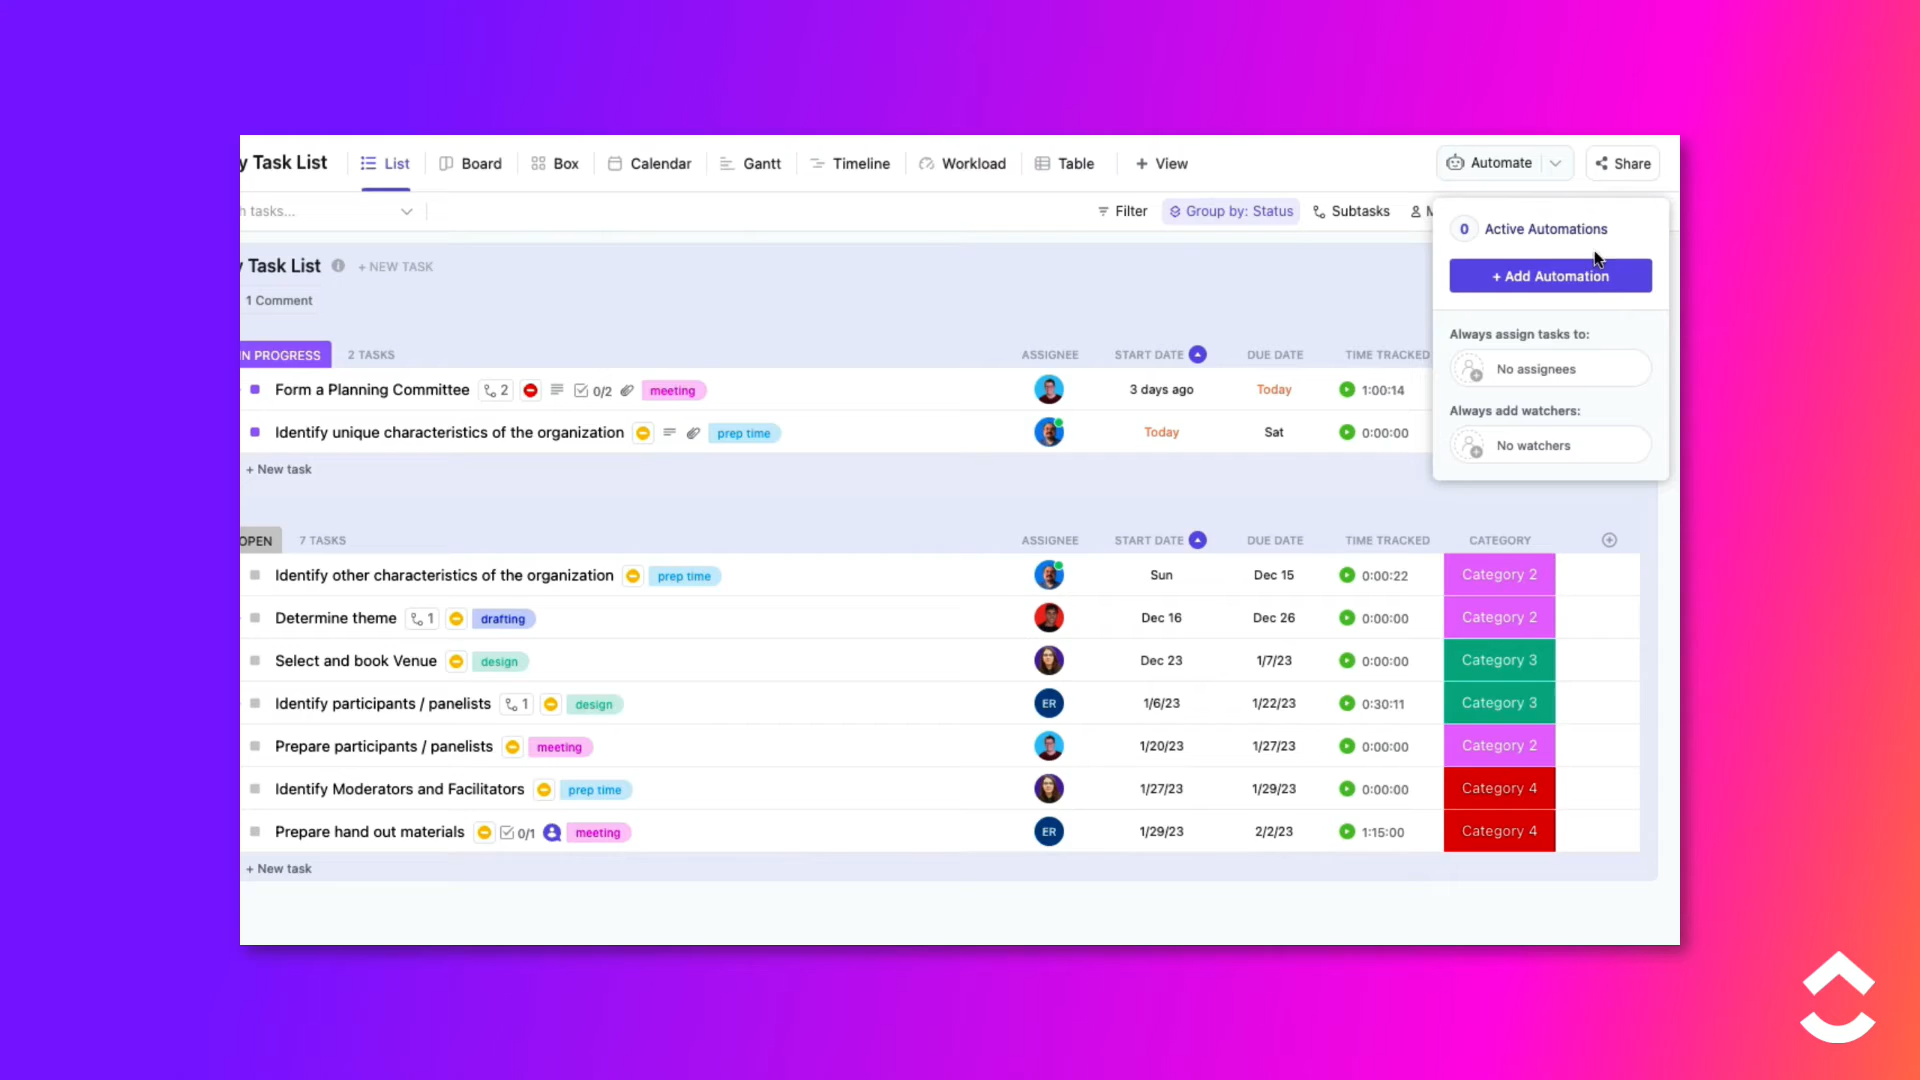 y Task List
List
Board
Box
Calendar
Gantt
Timeline
Workload
Table
+ View
Automate
Share
h tasks...
Filter
Group by: Status
Subtasks
M
0 Active Automations
+ Add Automation
Always assign tasks to:
No assignees
Always add watchers:
No watchers
y Task List + NEW TASK
1 Comment
IN PROGRESS 2 TASKS ASSIGNEE START DATE DUE DATE TIME TRACKED
Form a Planning Committee 2 0/2 meeting 3 days ago Today 1:00:14
Identify unique characteristics of the organization prep time Today Sat 0:00:00
+ New task
OPEN 7 TASKS ASSIGNEE START DATE DUE DATE TIME TRACKED CATEGORY
Identify other characteristics of the organization prep time Sun Dec 15 0:00:22 Category 2
Determine theme 1 drafting Dec 16 Dec 26 0:00:00 Category 2
Select and book Venue design Dec 23 1/7/23 0:00:00 Category 3
Identify participants / panelists 1 design ER 1/6/23 1/22/23 0:30:11 Category 3
Prepare participants / panelists meeting 1/20/23 1/27/23 0:00:00 Category 2
Identify Moderators and Facilitators prep time 1/27/23 1/29/23 0:00:00 Category 4
Prepare hand out materials 0/1 meeting ER 1/29/23 2/2/23 1:15:00 Category 4
+ New task